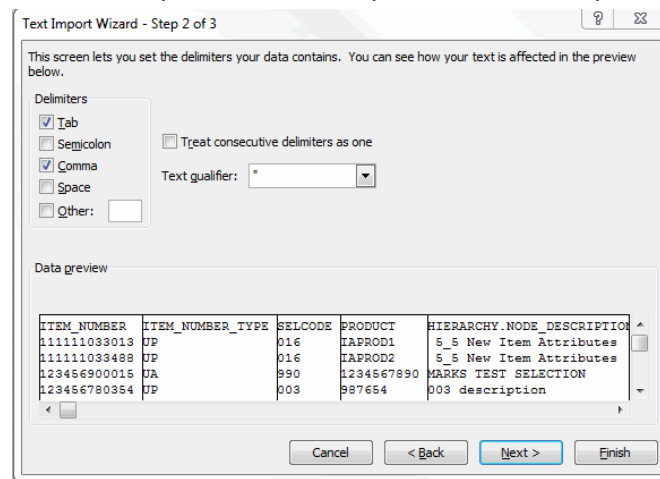 Text Import Wizard - Step 2 of 3
This screen lets you set the delimiters your data contains. You can see how your text is affected in the preview
below.
Delimiters
Tab
Semicolon
Comma
Space
Other:
Treat consecutive delimiters as one
Text qualifier: "
Data preview
ITEM_NUMBER ITEM_NUMBER_TYPE SELCODE PRODUCT HIERARCHY.NODE_DESCRIPTION
111111033013 UP 016 IAPROD1 5_5 New Item Attributes
111111033488 UP 016 IAPROD2 5_5 New Item Attributes
123456900015 UA 990 1234567890 MARKS TEST SELECTION
123456780354 UP 003 987654 003 description
Cancel < Back Next > Finish